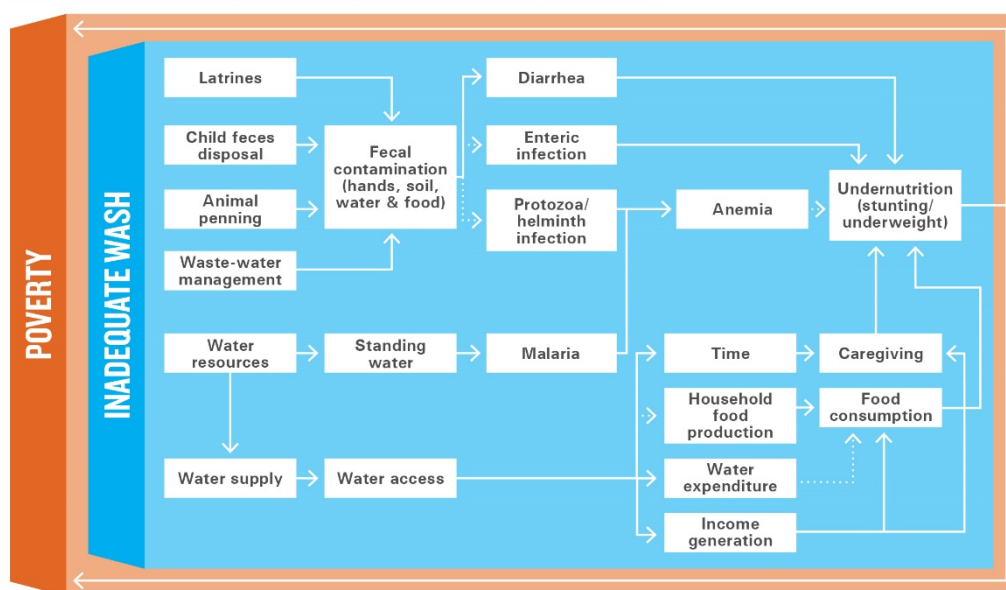 POVERTY
INADEQUATE WASH
Latrines
Child feces
disposal
Animal
penning
Waste-water
management
Water
resources
Water supply
Fecal
contamination
(hands, soil,
water & food)
Standing
water
Water access
Diarrhea
Enteric
infection
Protozoa/
helminth
infection
Malaria
Anemia
Time
Household
food
production
Water
expenditure
Income
generation
Undernutrition
(stunting/
underweight)
Caregiving
Food
consumption